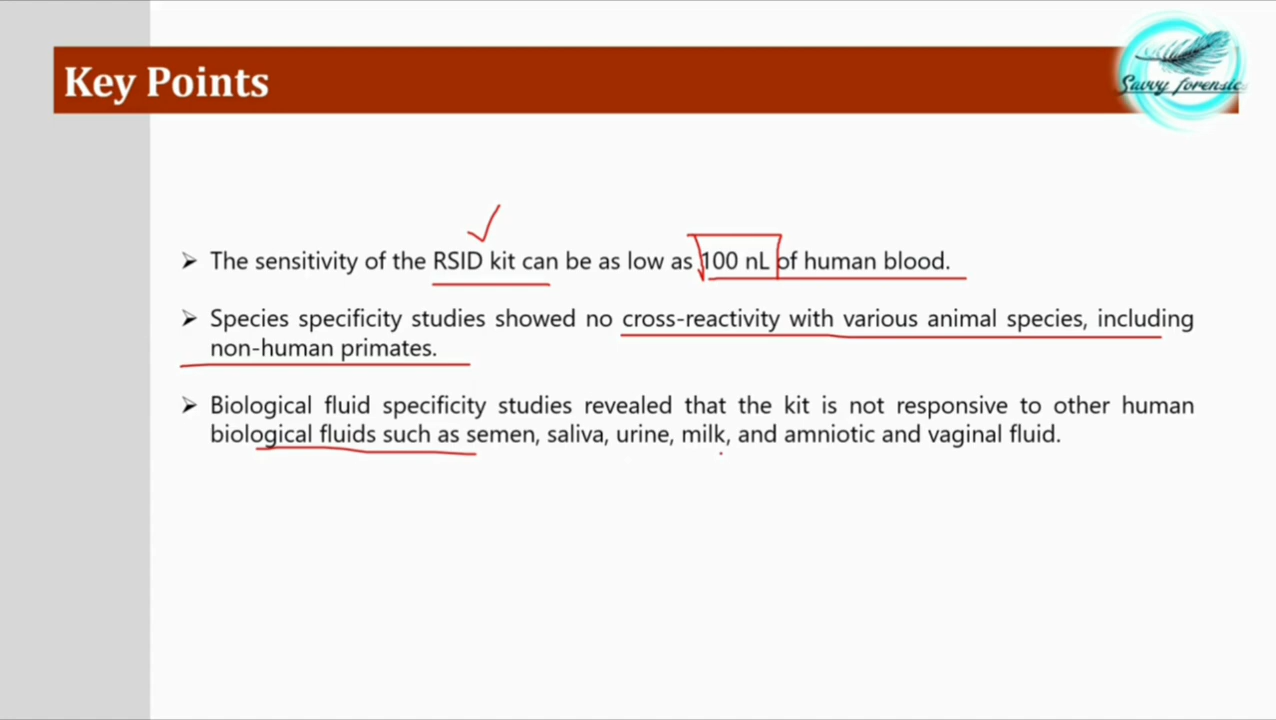 Key Points
Savvy forensics
➢ The sensitivity of the RSID kit can be as low as 100 nL of human blood.
➢ Species specificity studies showed no cross-reactivity with various animal species, including
non-human primates.
➢ Biological fluid specificity studies revealed that the kit is not responsive to other human
biological fluids such as semen, saliva, urine, milk, and amniotic and vaginal fluid.